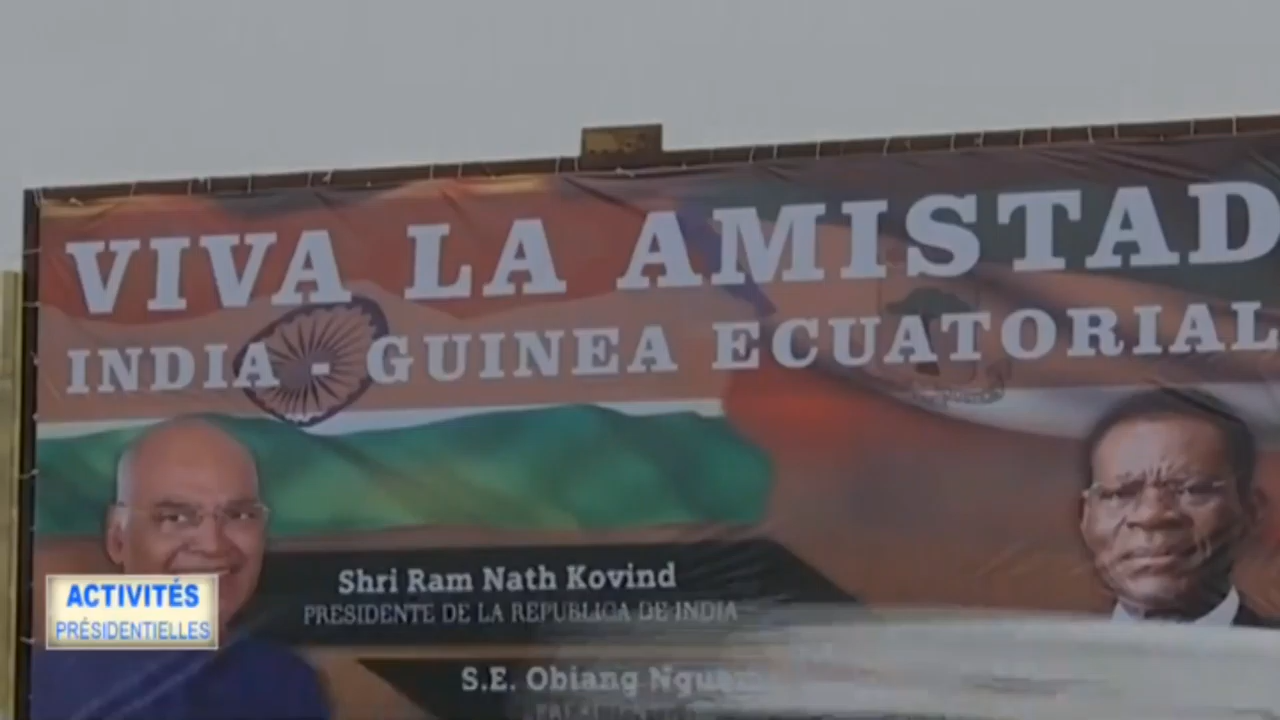 VIVA LA AMISTAD
INDIA - GUINEA ECUATORIAL
Shri Ram Nath Kovind
PRESIDENTE DE LA REPUBLICA DE INDIA
S.E. Obiang
ACTIVITÉS
PRÉSIDENTIELLES